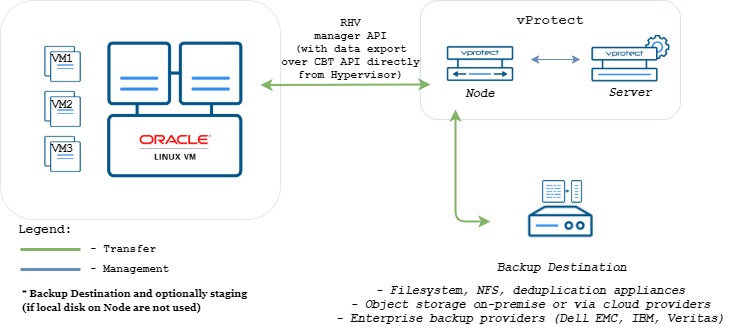 VM1
VM2
VM3
ORACLE
LINUX VM
RHV
manager API
(with data export
over CBT API directly
from Hypervisor)
vProtect
vprotect
Node
vprotect
Server
Legend:
- Transfer
- Management
* Backup Destination and optionally staging
(if local disk on Node are not used)
Backup Destination
- Filesystem, NFS, deduplication appliances
- Object storage on-premise or via cloud providers
- Enterprise backup providers (Dell EMC, IBM, Veritas)